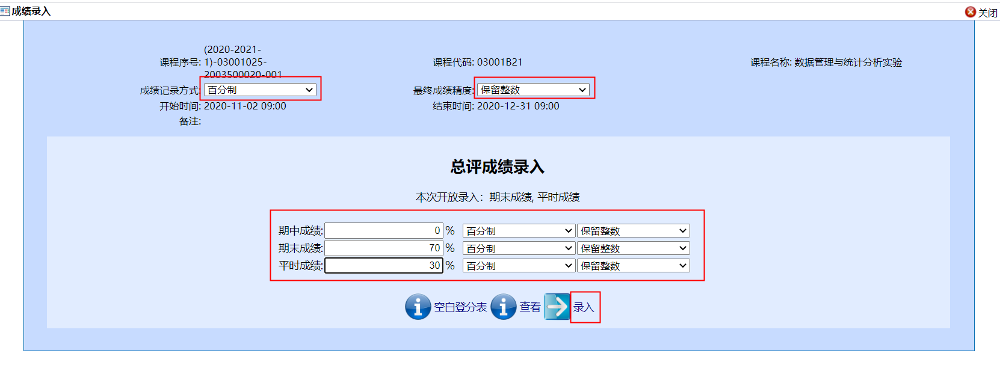 成绩录入
关闭
课程序号: (2020-2021-
1)-03001025-
2003500020-001
课程代码: 03001B21
课程名称: 数据管理与统计分析实验
成绩记录方式: 百分制
最终成绩精度: 保留整数
开始时间: 2020-11-02 09:00
结束时间: 2020-12-31 09:00
备注:
总评成绩录入
本次开放录入：期末成绩, 平时成绩
期中成绩: 0 % 百分制 保留整数
期末成绩: 70 % 百分制 保留整数
平时成绩: 30 % 百分制 保留整数
空白登分表 查看 录入